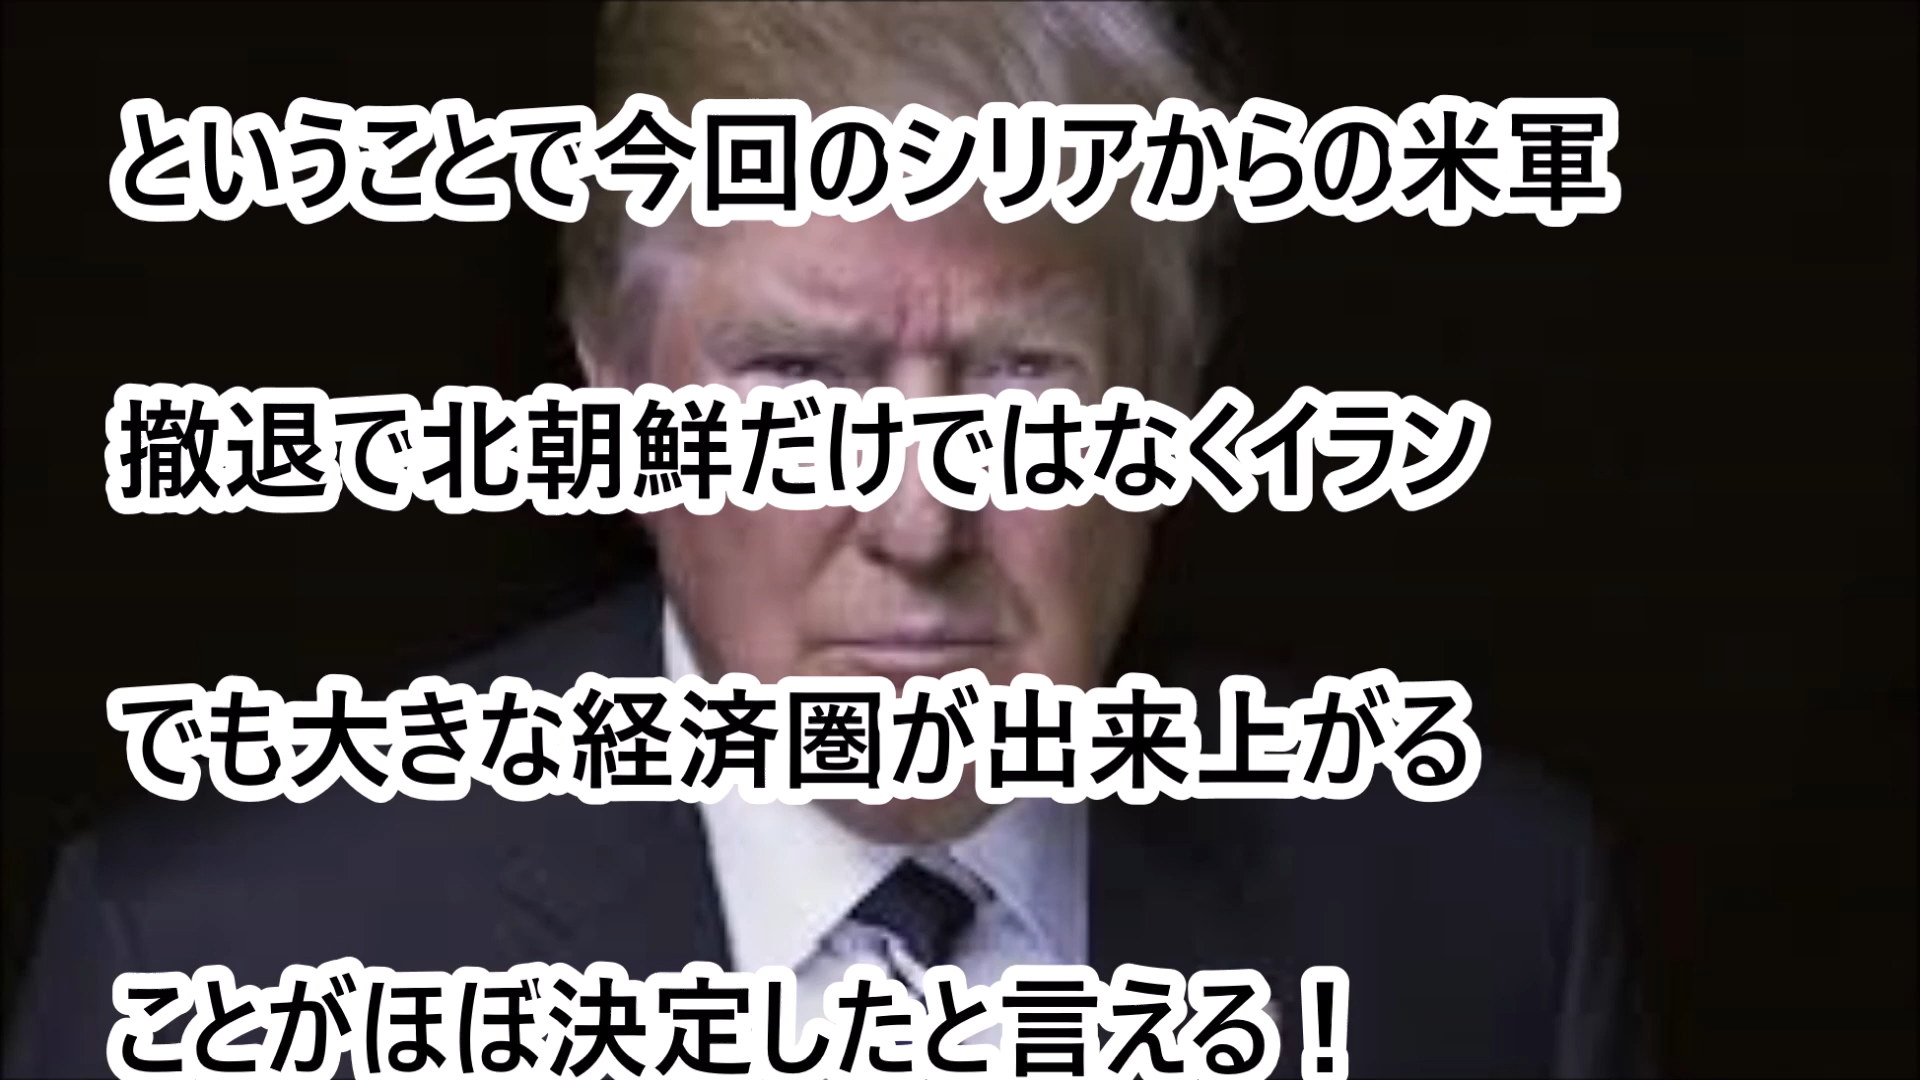 ということで今回のシリアからの米軍
撤退で北朝鮮だけではなくイラン
でも大きな経済圏が出来上がる
ことがほぼ決定したと言える！